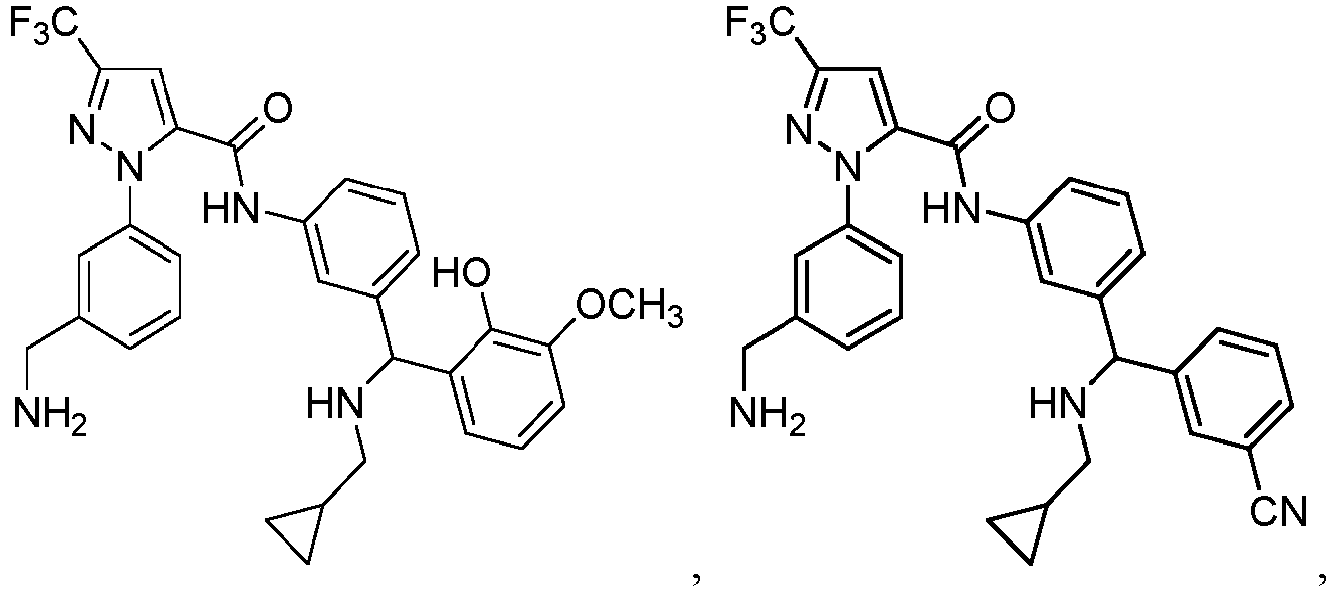 F3C F3C
N O N O
N N
HN HN
HO
OCH3
NH2 HN NH2 HN
CN
, ,